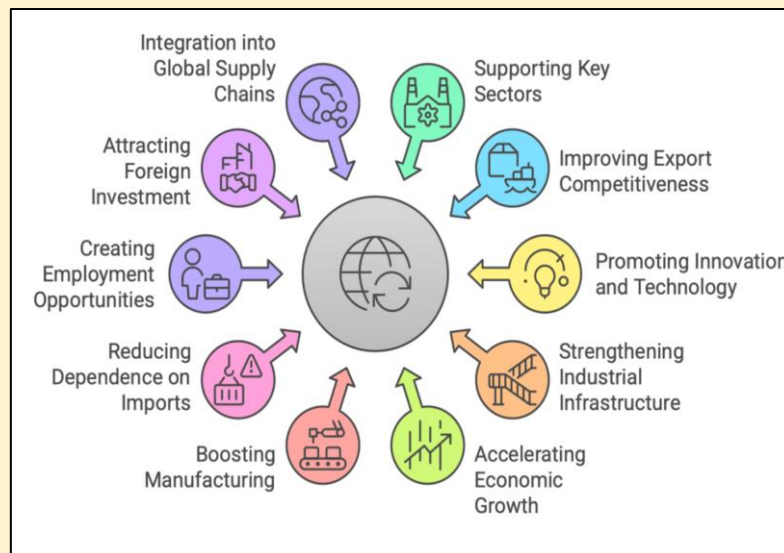 Integration into
Global Supply
Chains
Supporting Key
Sectors
Attracting
Foreign
Investment
Improving Export
Competitiveness
Creating
Employment
Opportunities
Promoting Innovation
and Technology
Reducing
Dependence on
Imports
Strengthening
Industrial
Infrastructure
Boosting
Manufacturing
Accelerating
Economic
Growth